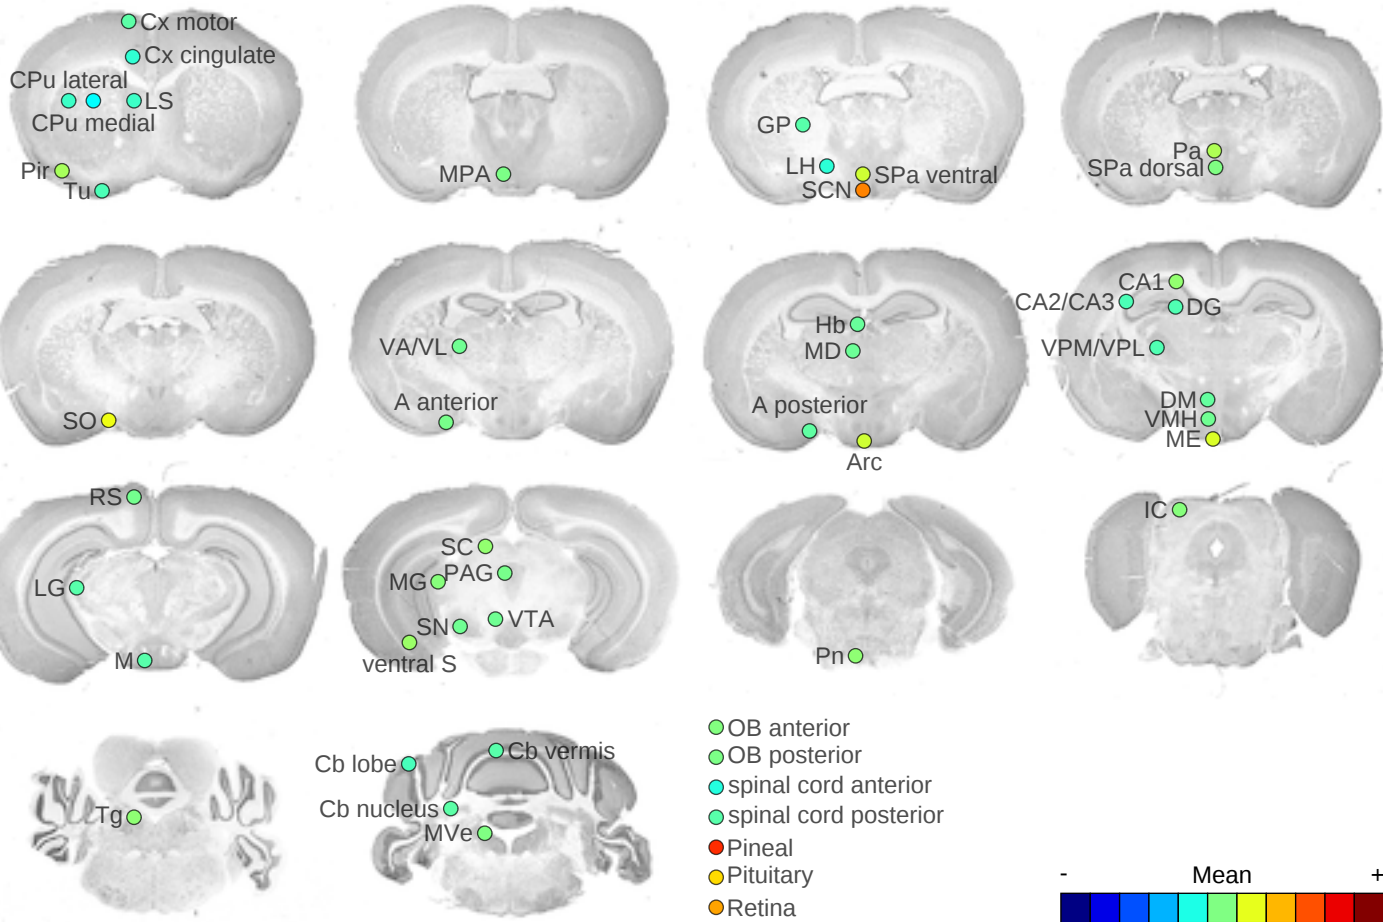 Cx motor
Cx cingulate
CPu lateral
LS
CPu medial
Pir
Tu
MPA
GP
LH
SPa ventral
SCN
Pa
SPa dorsal
SO
VA/VL
A anterior
Hb
MD
A posterior
Arc
CA1
CA2/CA3
DG
VPM/VPL
DM
VMH
ME
RS
LG
M
SC
MG
PAG
SN
VTA
ventral S
Pn
IC
Tg
Cb lobe
Cb vermis
Cb nucleus
MVe
OB anterior
OB posterior
spinal cord anterior
spinal cord posterior
Pineal
Pituitary
Retina
- Mean +